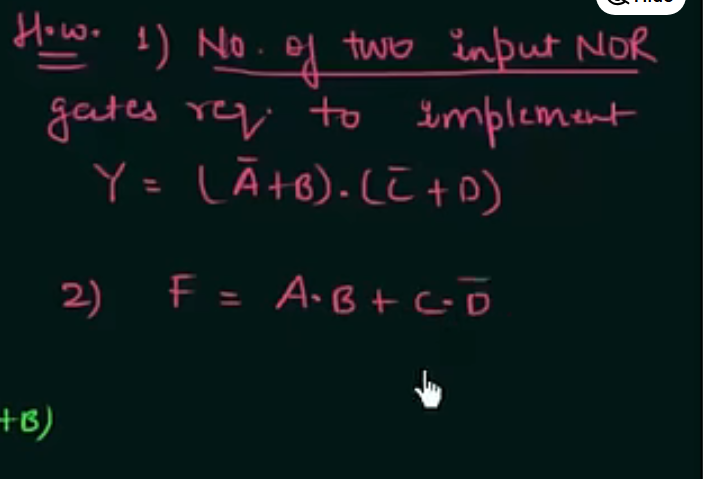 H.w. 1) No. of two input NOR
gates req. to implement
Y = (Ā+B).(C̄+D)
2) F = A.B + C.D̄
+B)